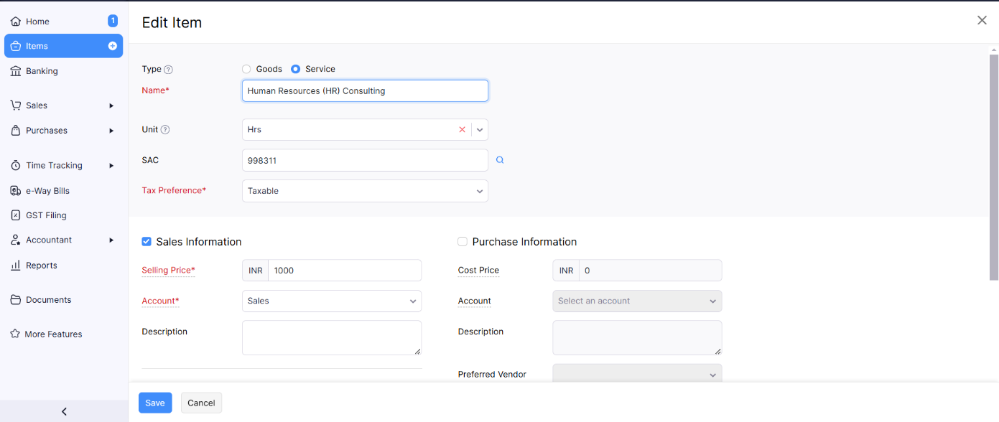 Home 1
Items
Banking
Sales
Purchases
Time Tracking
e-Way Bills
GST Filing
Accountant
Reports
Documents
More Features
Edit Item
Type ?
Goods Service
Name*
Human Resources (HR) Consulting
Unit ?
Hrs
SAC
998311
Tax Preference*
Taxable
Sales Information
Selling Price*
INR 1000
Account*
Sales
Description
Purchase Information
Cost Price
INR 0
Account
Select an account
Description
Preferred Vendor
Save Cancel